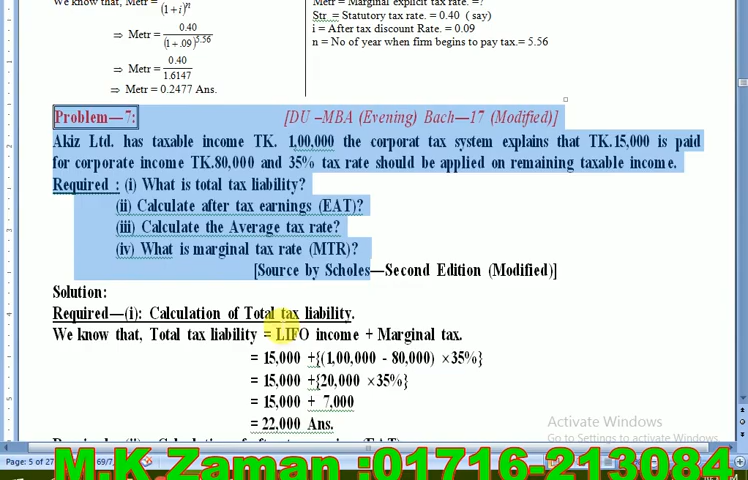 We know that, Metr = 
(1+i)ⁿ
⇒ Metr = 0.40
(1+.09)^5.56
⇒ Metr = 0.40
1.6147
⇒ Metr = 0.2477 Ans.
Metr = Marginal explicit tax rate. =?
Str = Statutory tax rate. = 0.40 ( say)
i = After tax discount Rate. = 0.09
n = No of year when firm begins to pay tax.= 5.56
Problem—7: [DU –MBA (Evening) Bach—17 (Modified)]
Akiz Ltd. has taxable income TK. 1,00,000 the corporat tax system explains that TK.15,000 is paid
for corporate income TK.80,000 and 35% tax rate should be applied on remaining taxable income.
Required : (i) What is total tax liability?
(ii) Calculate after tax earnings (EAT)?
(iii) Calculate the Average tax rate?
(iv) What is marginal tax rate (MTR)?
[Source by Scholes—Second Edition (Modified)]
Solution:
Required—(i): Calculation of Total tax liability.
We know that, Total tax liability = LIFO income + Marginal tax.
= 15,000 +{(1,00,000 - 80,000) ×35%}
= 15,000 +{20,000 ×35%}
= 15,000 + 7,000
= 22,000 Ans.
Activate Windows
Go to Settings to activate Windows
Page: 5 of 27
M.K Zaman :01716-213084